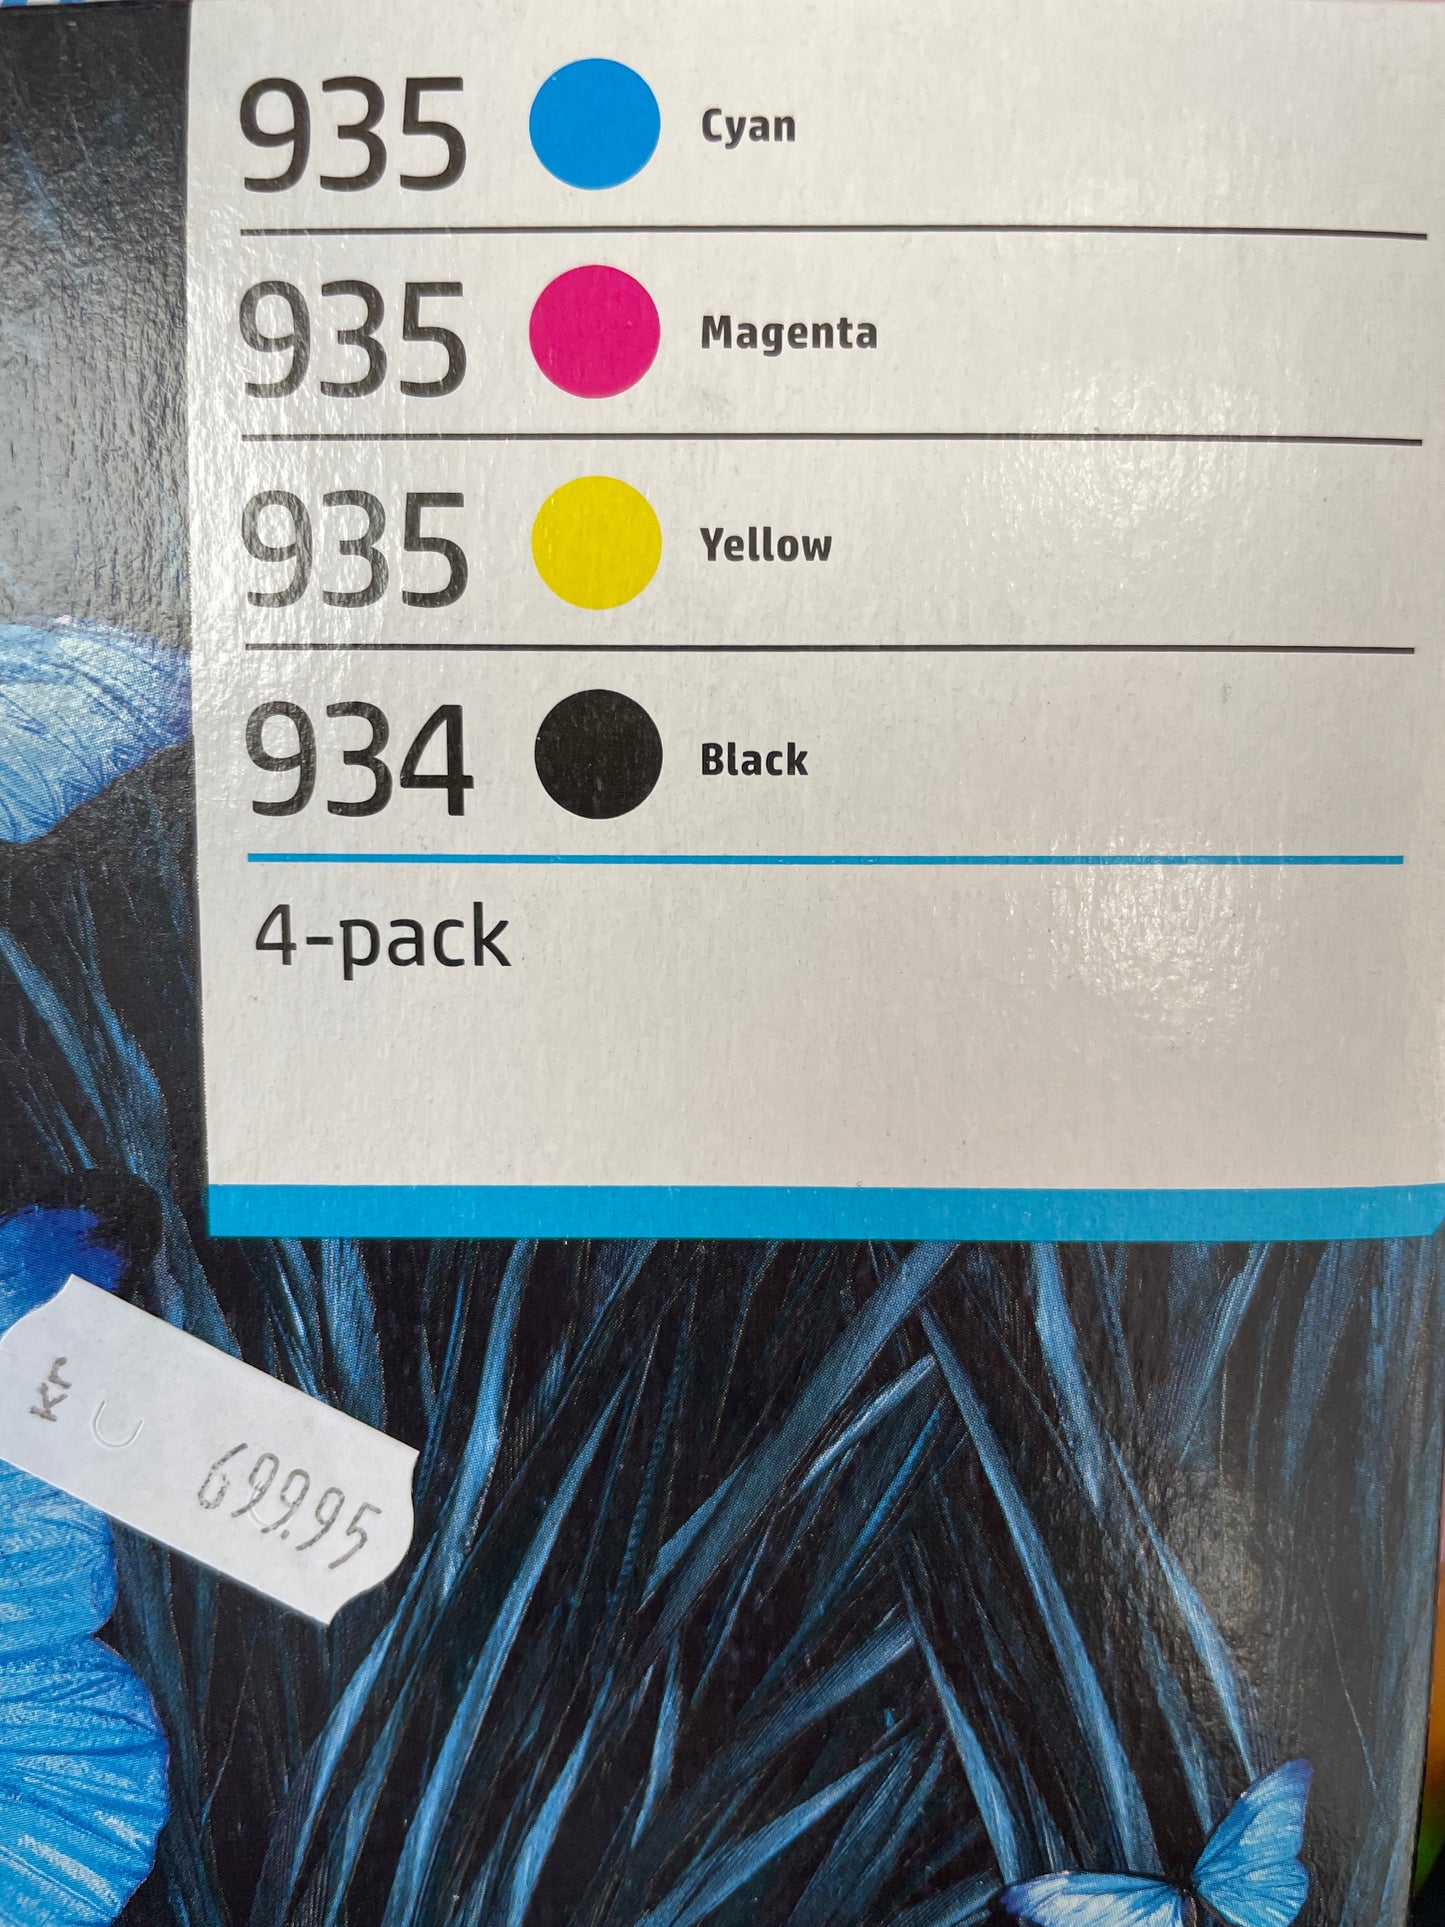 935 Cyan
935 Magenta
935 Yellow
934 Black
4-pack
kr 699.95